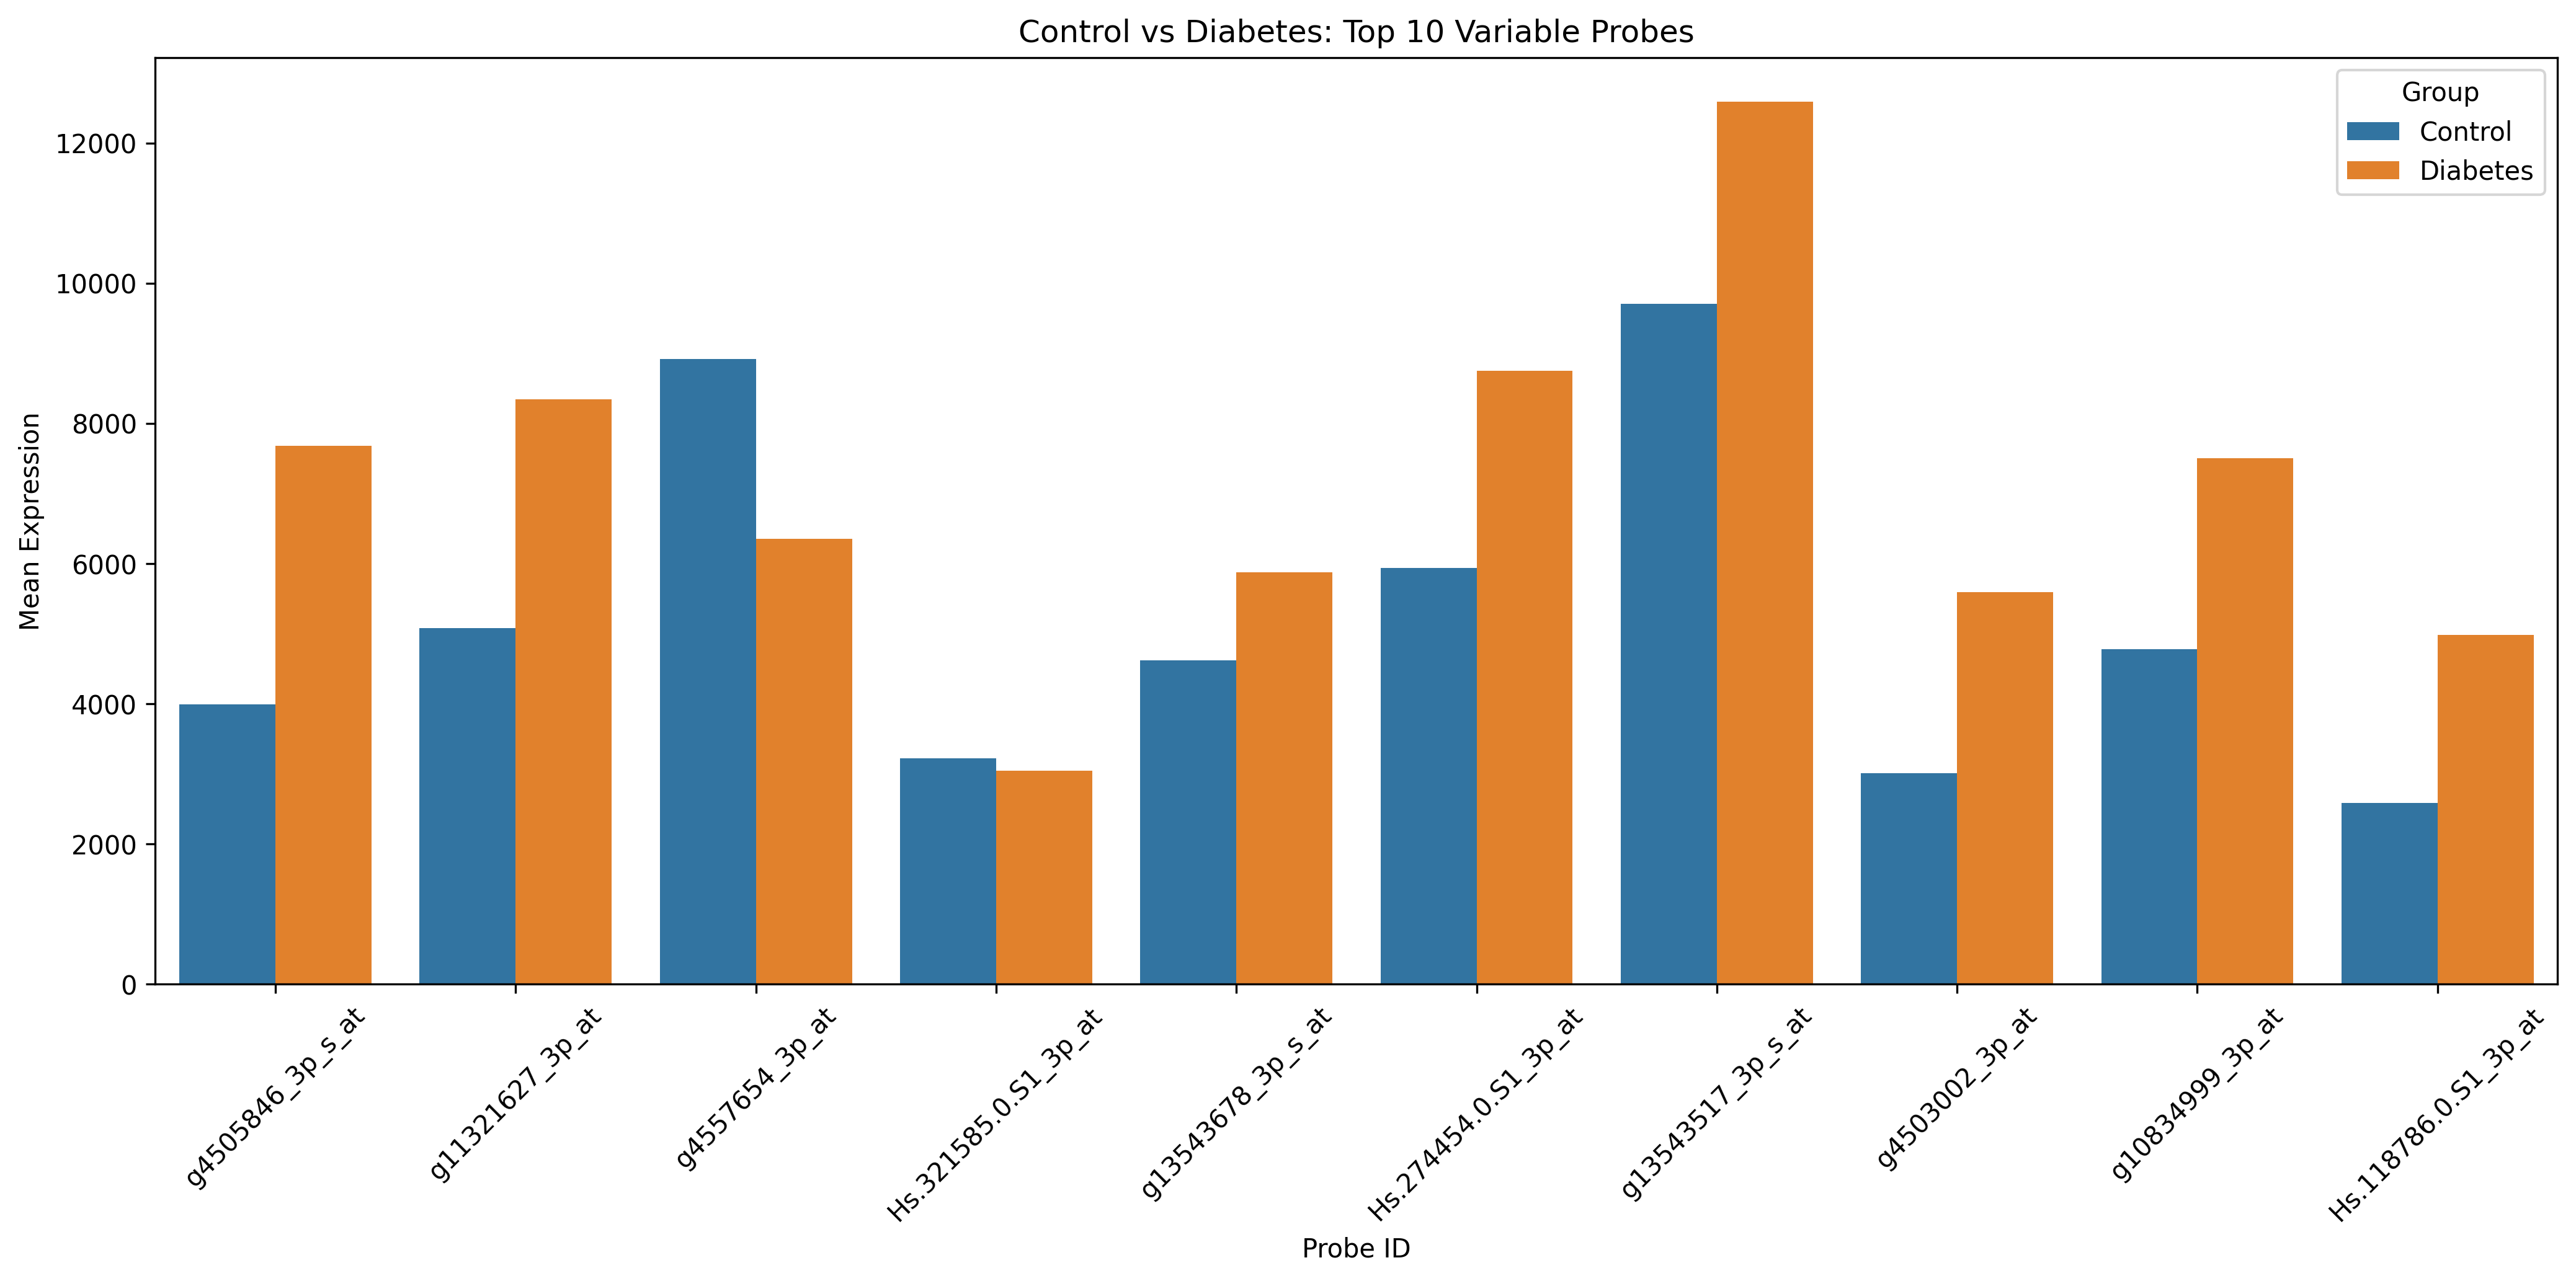 Control vs Diabetes: Top 10 Variable Probes
Group
Control
Diabetes
Mean Expression
12000
10000
8000
6000
4000
2000
0
g4505846_3p_s_at
g11321627_3p_at
g4557654_3p_at
Hs.321585.0.S1_3p_at
g13543678_3p_s_at
Hs.274454.0.S1_3p_at
g13543517_3p_s_at
g4503002_3p_at
g10834999_3p_at
Hs.118786.0.S1_3p_at
Probe ID